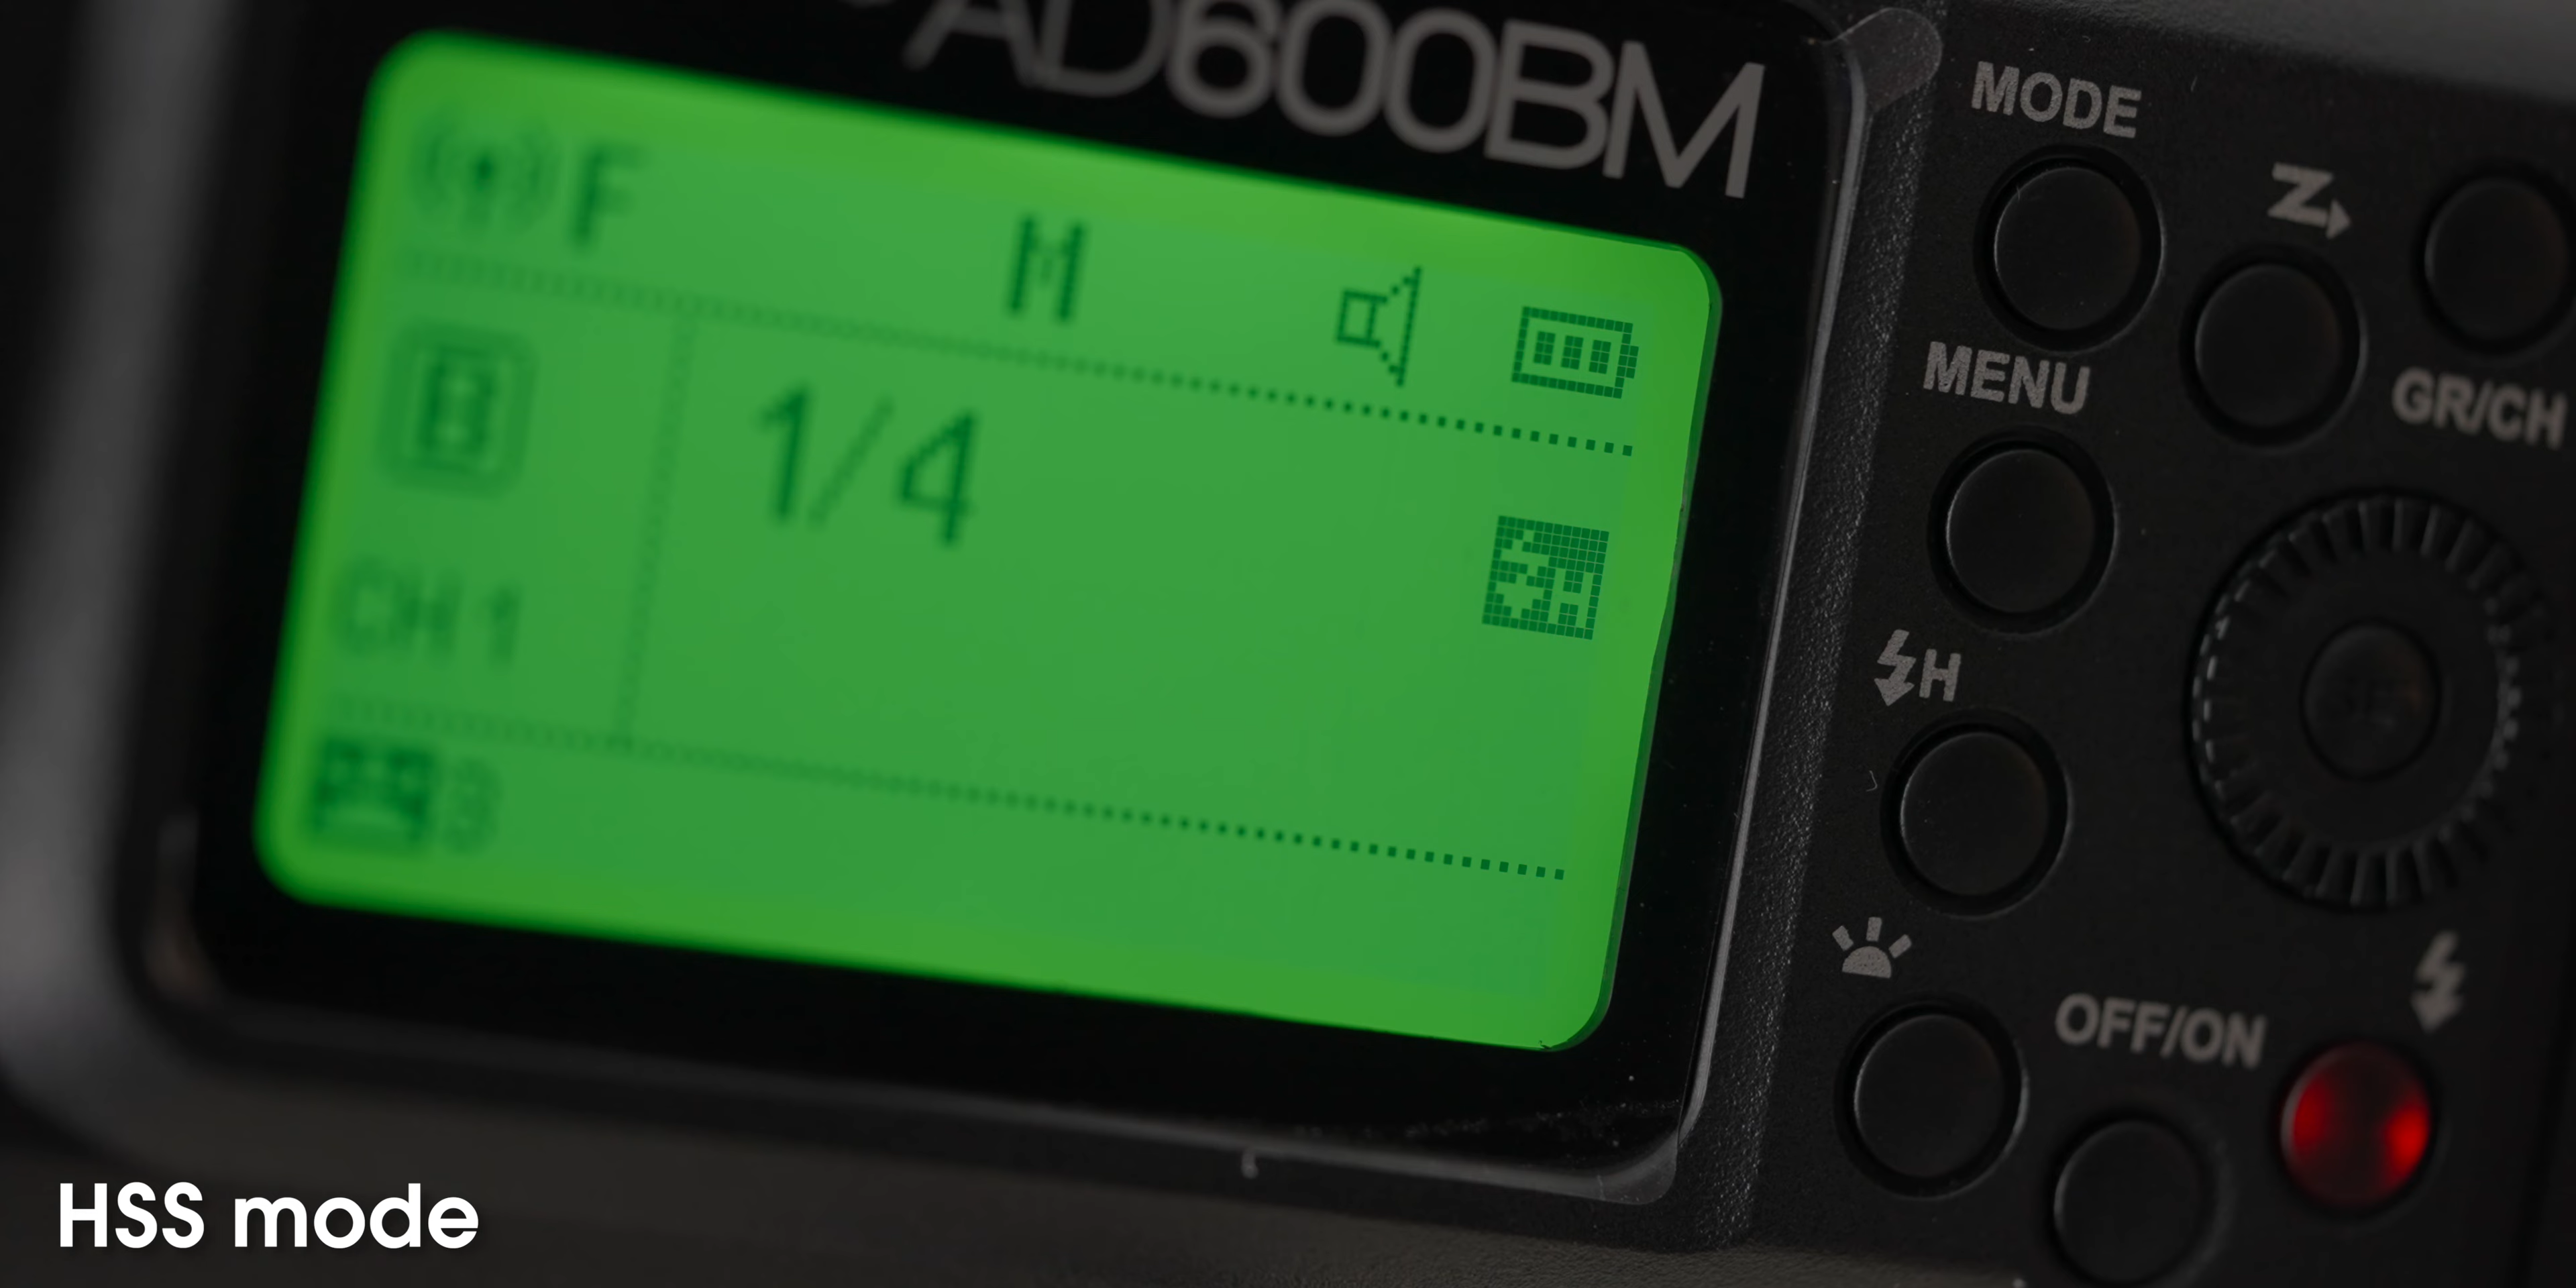 AD600BM
F M
B
1/4
CH 1
H
MODE
Z
MENU
GR/CH
H
OFF/ON
HSS mode